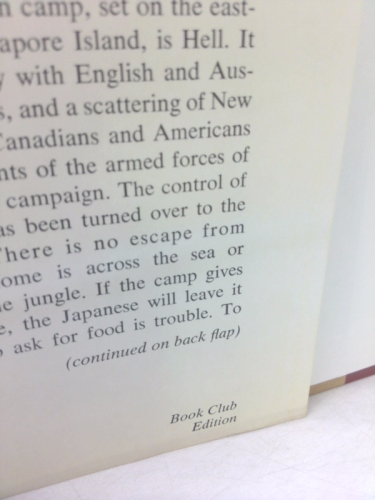 camp, set on the east-
apore Island, is Hell. It
with English and Aus-
and a scattering of New
Canadians and Americans
nts of the armed forces of
campaign. The control of
as been turned over to the
There is no escape from
ome is across the sea or
e jungle. If the camp gives
e, the Japanese will leave it
ask for food is trouble. To
(continued on back flap)
Book Club
Edition